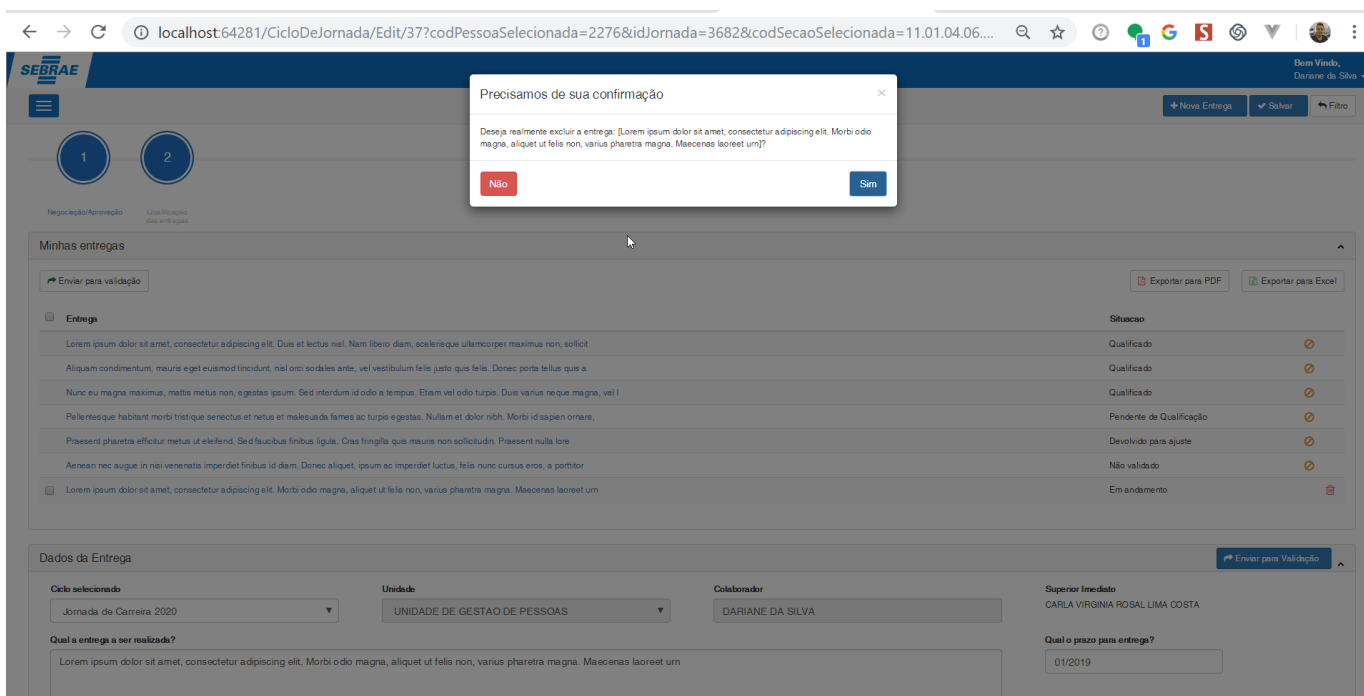 localhost:64281/CicloDeJornada/Edit/37?codPessoaSelecionada=2276&idJornada=3682&codSecaoSelecionada=11.01.04.06....
1
SEBRAE
Bem Vindo,
Dariane da Silva
Precisamos de sua confirmação
×
Nova Entrega
Salvar
Filtro
Deseja realmente excluir a entrega: [Lorem ipsum dolor sit amet, consectetur adipiscing elit. Morbi odio
magna, aliquet ut felis non, varius pharetra magna. Maecenas laoreet urn]?
Não
Sim
1
2
Negociação/Aprovação
Qualificação
das entregas
Minhas entregas
Enviar para validação
Exportar para PDF
Exportar para Excel
Entrega
Situacao
Lorem ipsum dolor sit amet, consectetur adipiscing elit. Duis et lectus nisl. Nam libero diam, scelerisque ullamcorper maximus non, sollicit
Qualificado
Aliquam condimentum, mauris eget euismod tincidunt, nisl orci sodales ante, vel vestibulum felis justo quis felis. Donec porta tellus quis a
Qualificado
Nunc eu magna maximus, mattis metus non, egestas ipsum. Sed interdum id odio a tempus. Etiam vel odio turpis. Duis varius neque magna, vel l
Qualificado
Pellentesque habitant morbi tristique senectus et netus et malesuada fames ac turpis egestas. Nullam et dolor nibh. Morbi id sapien ornare,
Pendente de Qualificação
Praesent pharetra efficitur metus ut eleifend. Sed faucibus finibus ligula. Cras fringilla quis mauris non sollicitudin. Praesent nulla lore
Devolvido para ajuste
Aenean nec augue in nisi venenatis imperdiet finibus id diam. Donec aliquet, ipsum ac imperdiet luctus, felis nunc cursus eros, a porttitor
Não validado
Lorem ipsum dolor sit amet, consectetur adipiscing elit. Morbi odio magna, aliquet ut felis non, varius pharetra magna. Maecenas laoreet urn
Em andamento
Dados da Entrega
Enviar para Validação
Ciclo selecionado
Unidade
Colaborador
Superior Imediato
Jornada de Carreira 2020
UNIDADE DE GESTAO DE PESSOAS
DARIANE DA SILVA
CARLA VIRGINIA ROSAL LIMA COSTA
Qual a entrega a ser realizada?
Qual o prazo para entrega?
Lorem ipsum dolor sit amet, consectetur adipiscing elit. Morbi odio magna, aliquet ut felis non, varius pharetra magna. Maecenas laoreet urn
01/2019